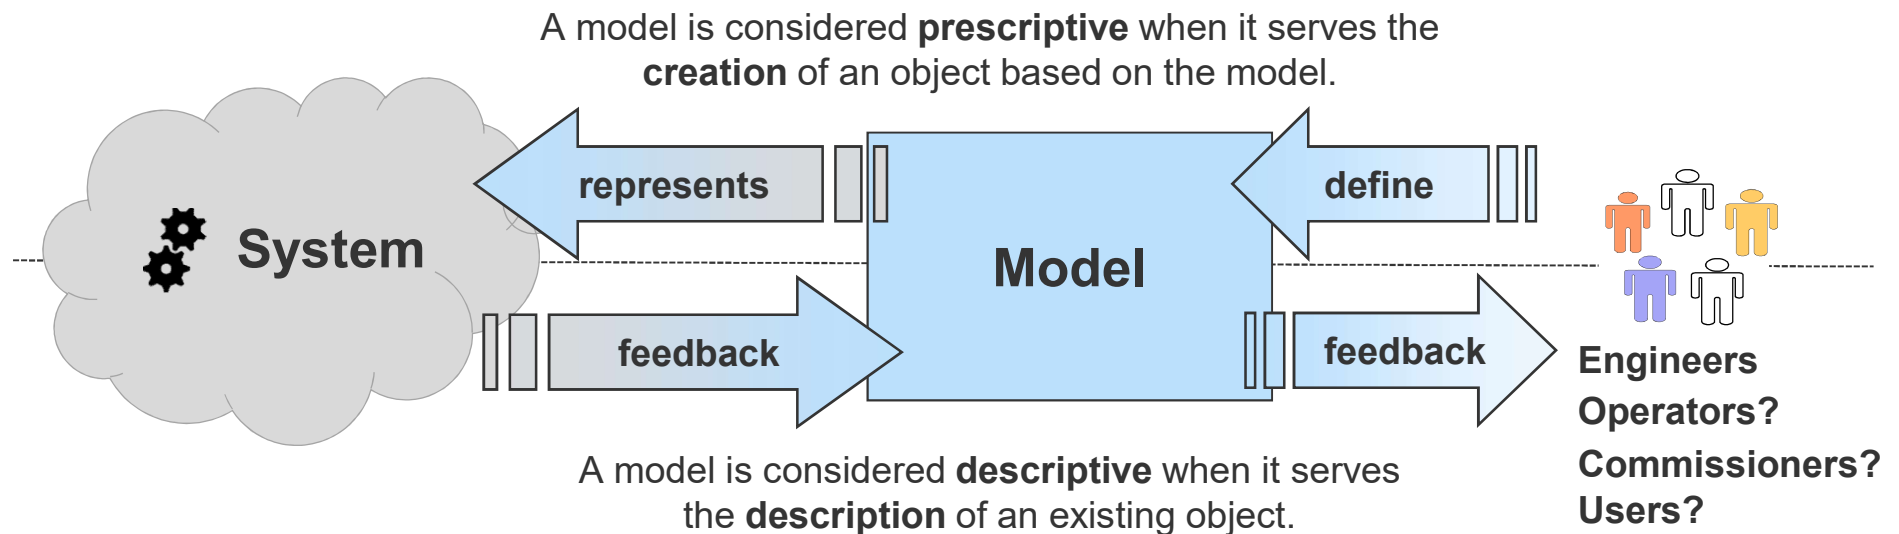 A model is considered prescriptive when it serves the
creation of an object based on the model.
represents
define
System
Model
feedback
feedback
Engineers
Operators?
Commissioners?
Users?
A model is considered descriptive when it serves
the description of an existing object.